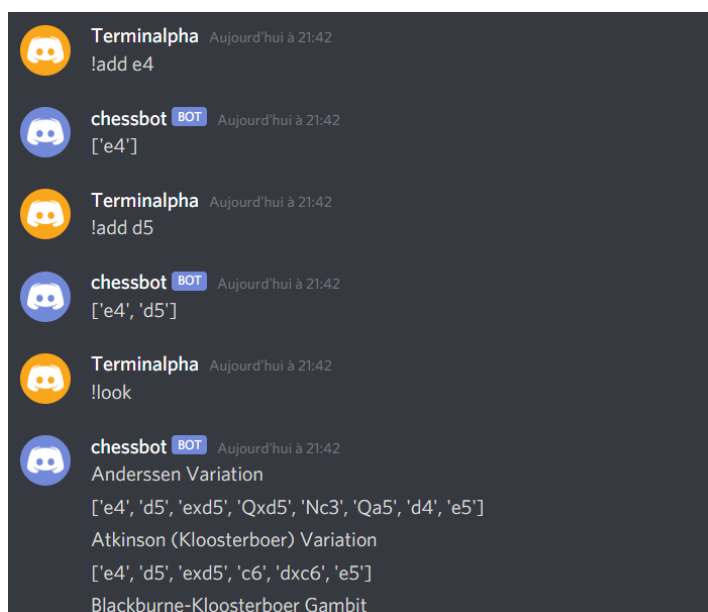 Terminalpha Aujourd'hui à 21:42
!add e4
chessbot BOT Aujourd'hui à 21:42
['e4']
Terminalpha Aujourd'hui à 21:42
!add d5
chessbot BOT Aujourd'hui à 21:42
['e4', 'd5']
Terminalpha Aujourd'hui à 21:42
!look
chessbot BOT Aujourd'hui à 21:42
Anderssen Variation
['e4', 'd5', 'exd5', 'Qxd5', 'Nc3', 'Qa5', 'd4', 'e5']
Atkinson (Kloosterboer) Variation
['e4', 'd5', 'exd5', 'c6', 'dxc6', 'e5']
Blackburne-Kloosterboer Gambit